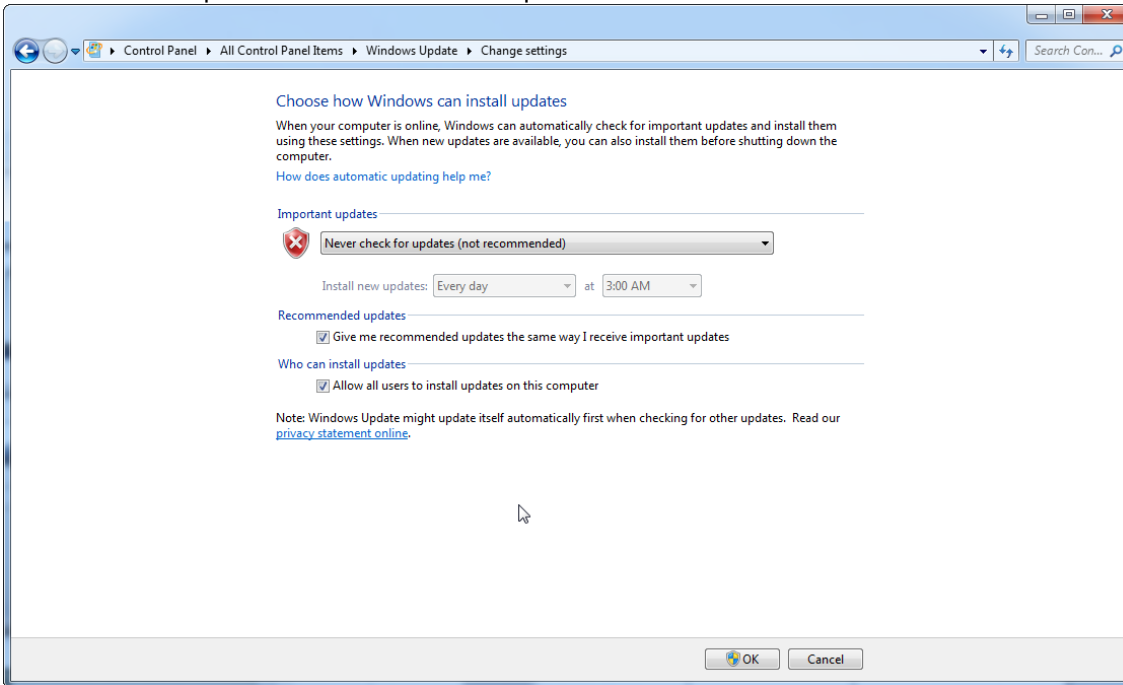 Control Panel ▸ All Control Panel Items ▸ Windows Update ▸ Change settings
Search Con...
Choose how Windows can install updates
When your computer is online, Windows can automatically check for important updates and install them
using these settings. When new updates are available, you can also install them before shutting down the
computer.
How does automatic updating help me?
Important updates
Never check for updates (not recommended)
Install new updates: Every day at 3:00 AM
Recommended updates
Give me recommended updates the same way I receive important updates
Who can install updates
Allow all users to install updates on this computer
Note: Windows Update might update itself automatically first when checking for other updates. Read our
privacy statement online.
OK Cancel